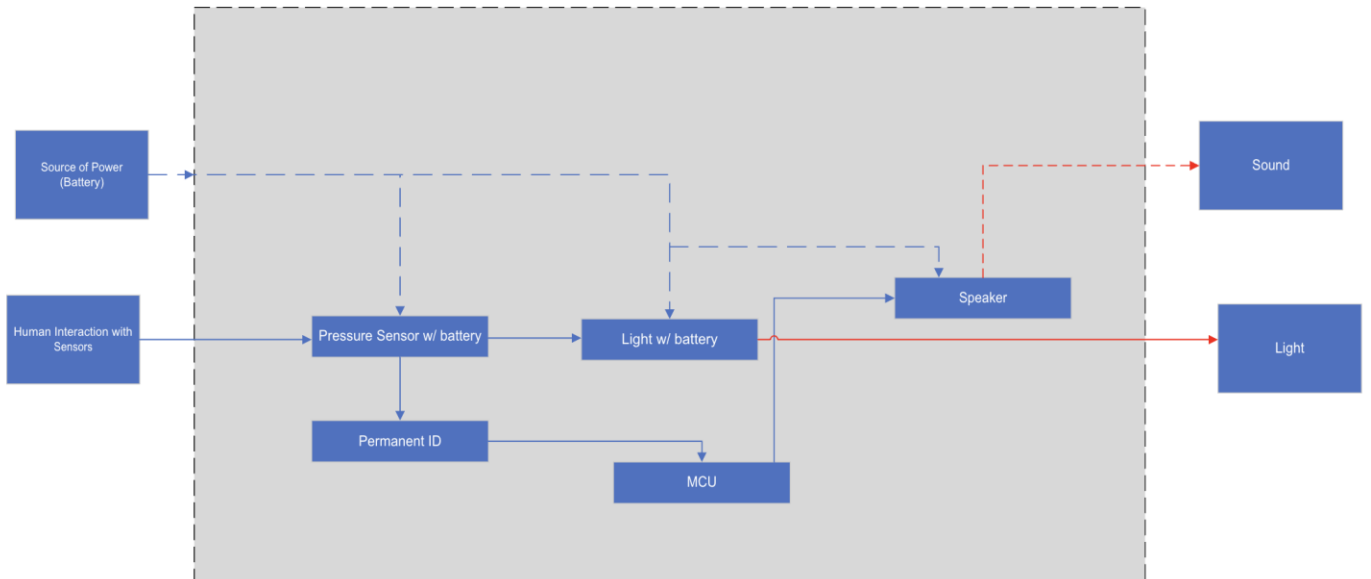 Source of Power
(Battery)
Sound
Human Interaction with
Sensors
Pressure Sensor w/ battery
Light w/ battery
Speaker
Light
Permanent ID
MCU